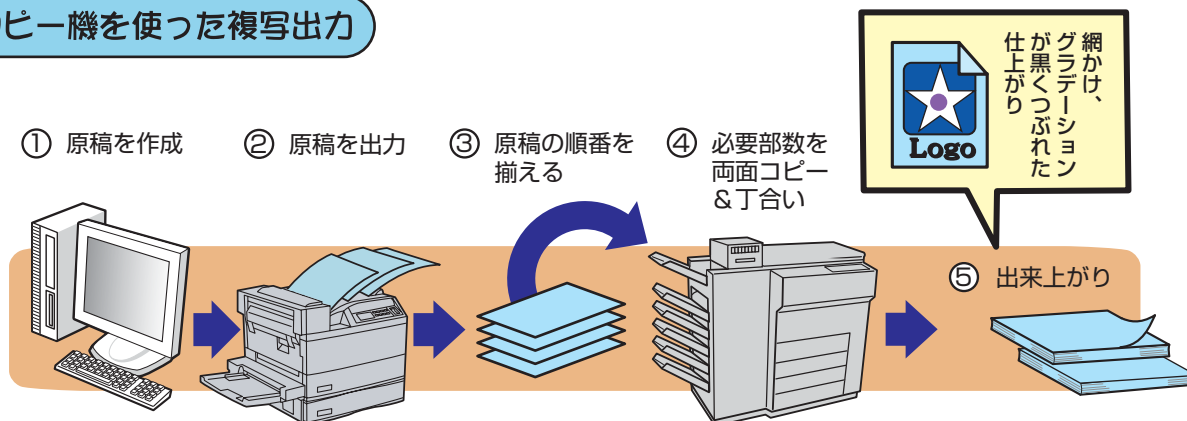 ピー機を使った複写出力
① 原稿を作成
② 原稿を出力
③ 原稿の順番を
揃える
④ 必要部数を
両面コピー
＆丁合い
網かけ、
グラデーション
が黒くつぶれた
仕上がり
Logo
⑤ 出来上がり